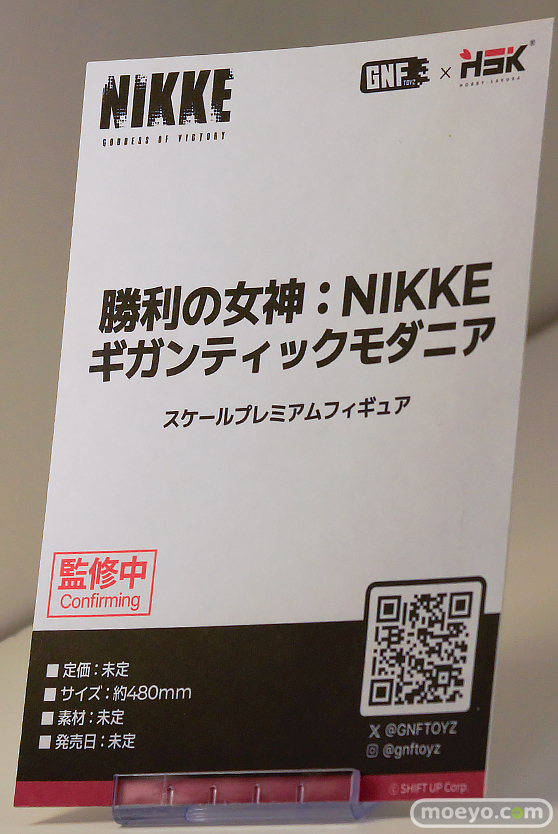 NIKKE
GODDESS OF VICTORY
GNF TOYZ × HSK®
HOBBY SAKURA
勝利の女神：NIKKE
ギガンティックモダニア
スケールプレミアムフィギュア
監修中
Confirming
■ 定価：未定
■ サイズ：約480mm
■ 素材：未定
■ 発売日：未定
X @GNFTOYZ
@gnftoyz
© SHIFT UP Corp.
moeyo.com